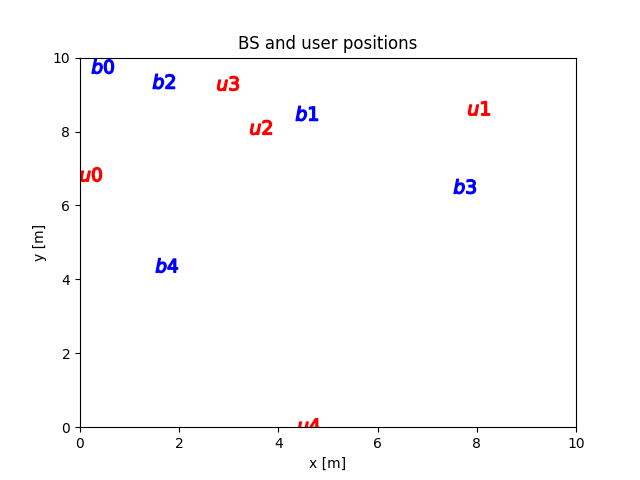 BS and user positions
10
b0
b2
u3
b1
u1
8
u2
y [m]
u0
b3
6
b4
4
2
u4
0
0 2 4 6 8 10
x [m]